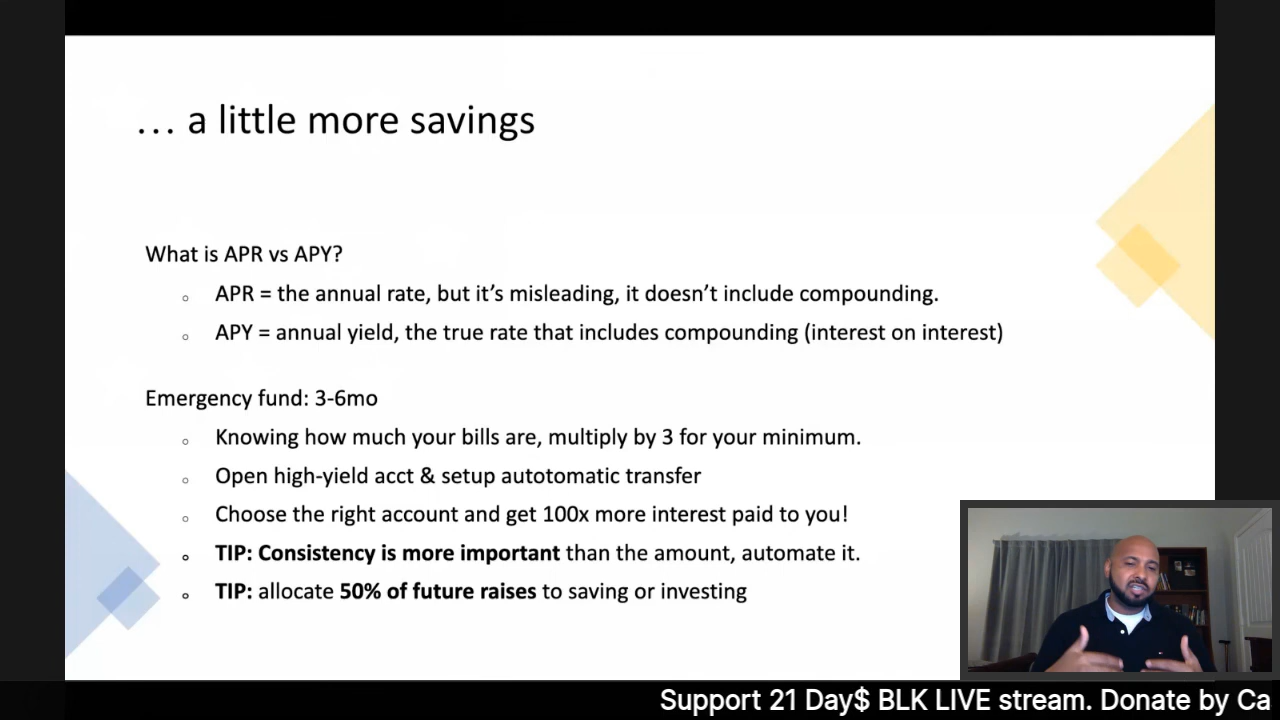 ... a little more savings
What is APR vs APY?
APR = the annual rate, but it's misleading, it doesn't include compounding.
APY = annual yield, the true rate that includes compounding (interest on interest)
Emergency fund: 3-6mo
Knowing how much your bills are, multiply by 3 for your minimum.
Open high-yield acct & setup autotomatic transfer
Choose the right account and get 100x more interest paid to you!
TIP: Consistency is more important than the amount, automate it.
TIP: allocate 50% of future raises to saving or investing
Support 21 Day$ BLK LIVE stream. Donate by Ca